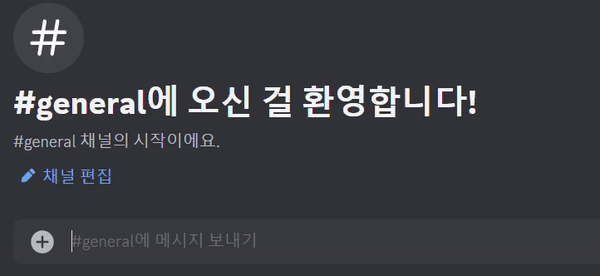 #
#general에 오신 걸 환영합니다!
#general 채널의 시작이에요.
채널 편집
#general에 메시지 보내기